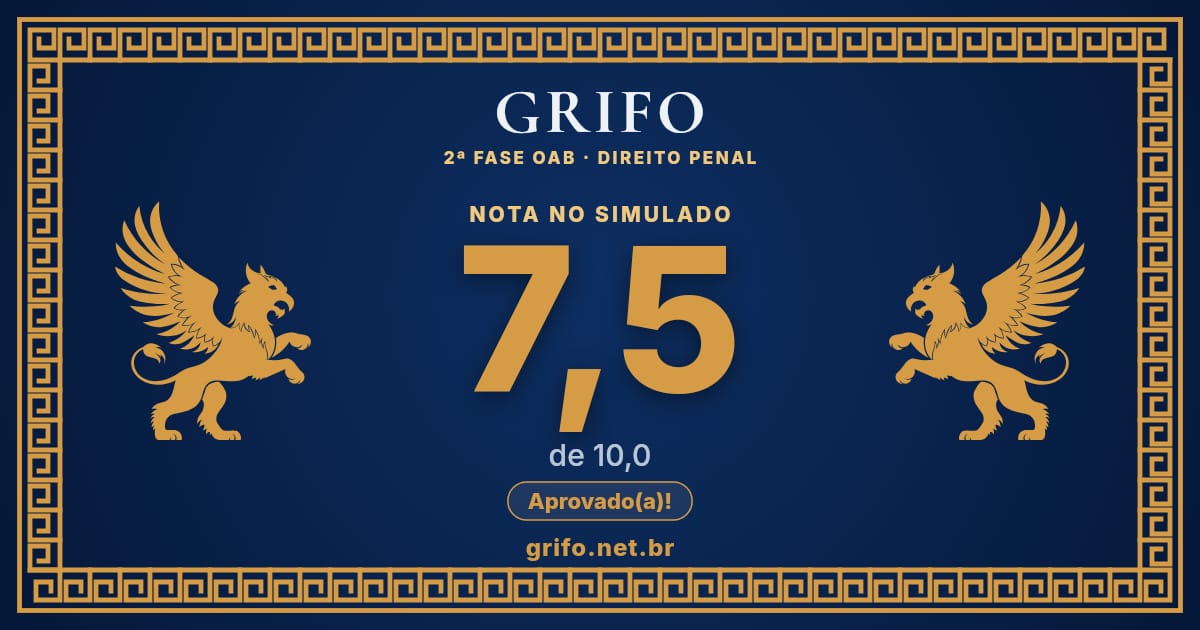 GRIFO
2ª FASE OAB · DIREITO PENAL
NOTA NO SIMULADO
7,5
de 10,0
Aprovado(a)!
grifo.net.br